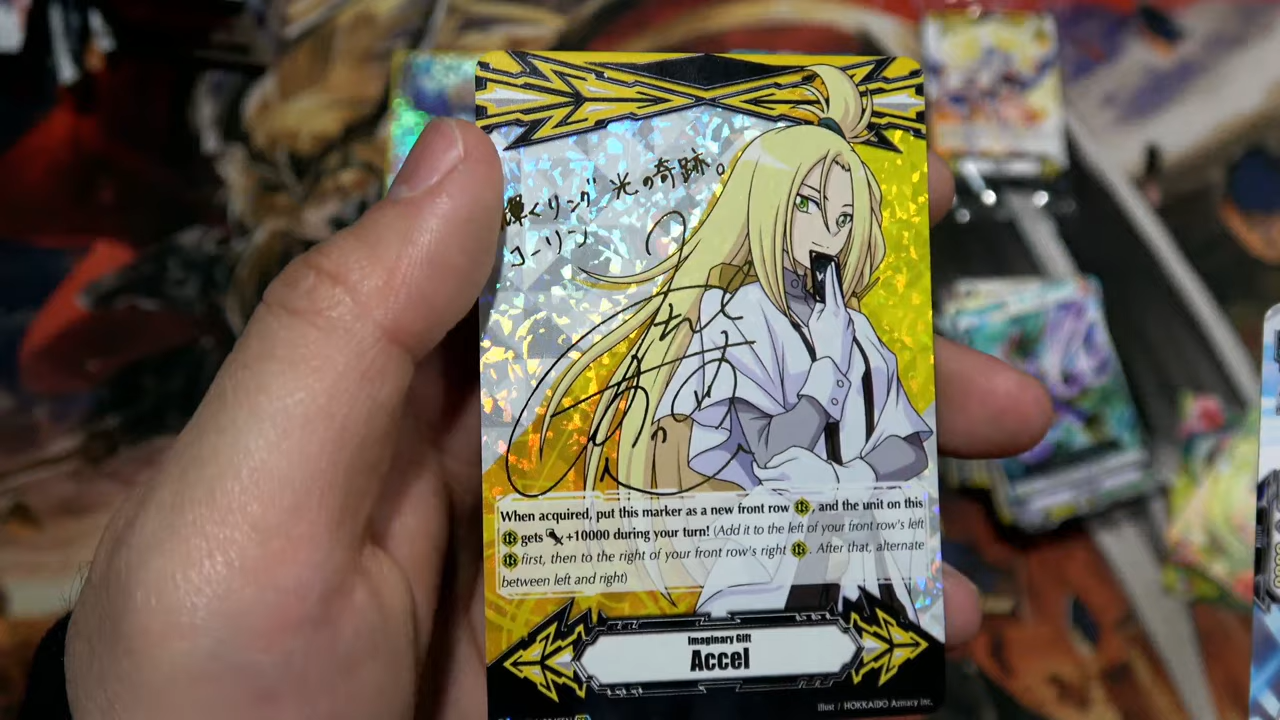 輝くリング 光の奇跡。
コーリン
When acquired, put this marker as a new front row , and the unit on this
gets +10000 during your turn! (Add it to the left of your front row's left
first, then to the right of your front row's right . After that, alternate
between left and right)
Imaginary Gift
Accel
Illust / HOKKAIDO Armacy Inc.